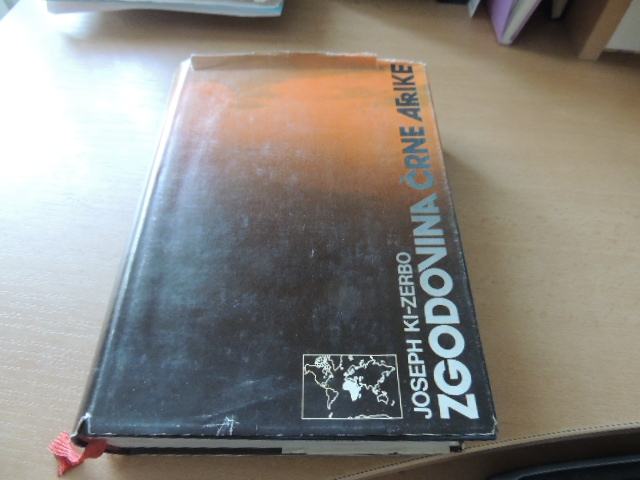 JOSEPH KI-ZERBO
ZGODOVINA ČRNE AFRIKE